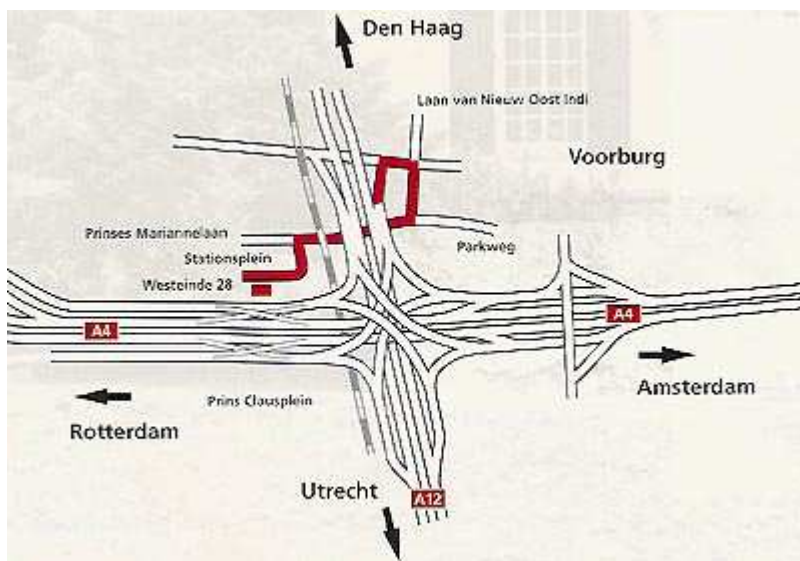 Den Haag
Laan van Nieuw Oost Indi
Voorburg
Prinses Mariannelaan
Parkweg
Stationsplein
Westeinde 28
A4
A4
Amsterdam
Prins Clausplein
Rotterdam
Utrecht
A12